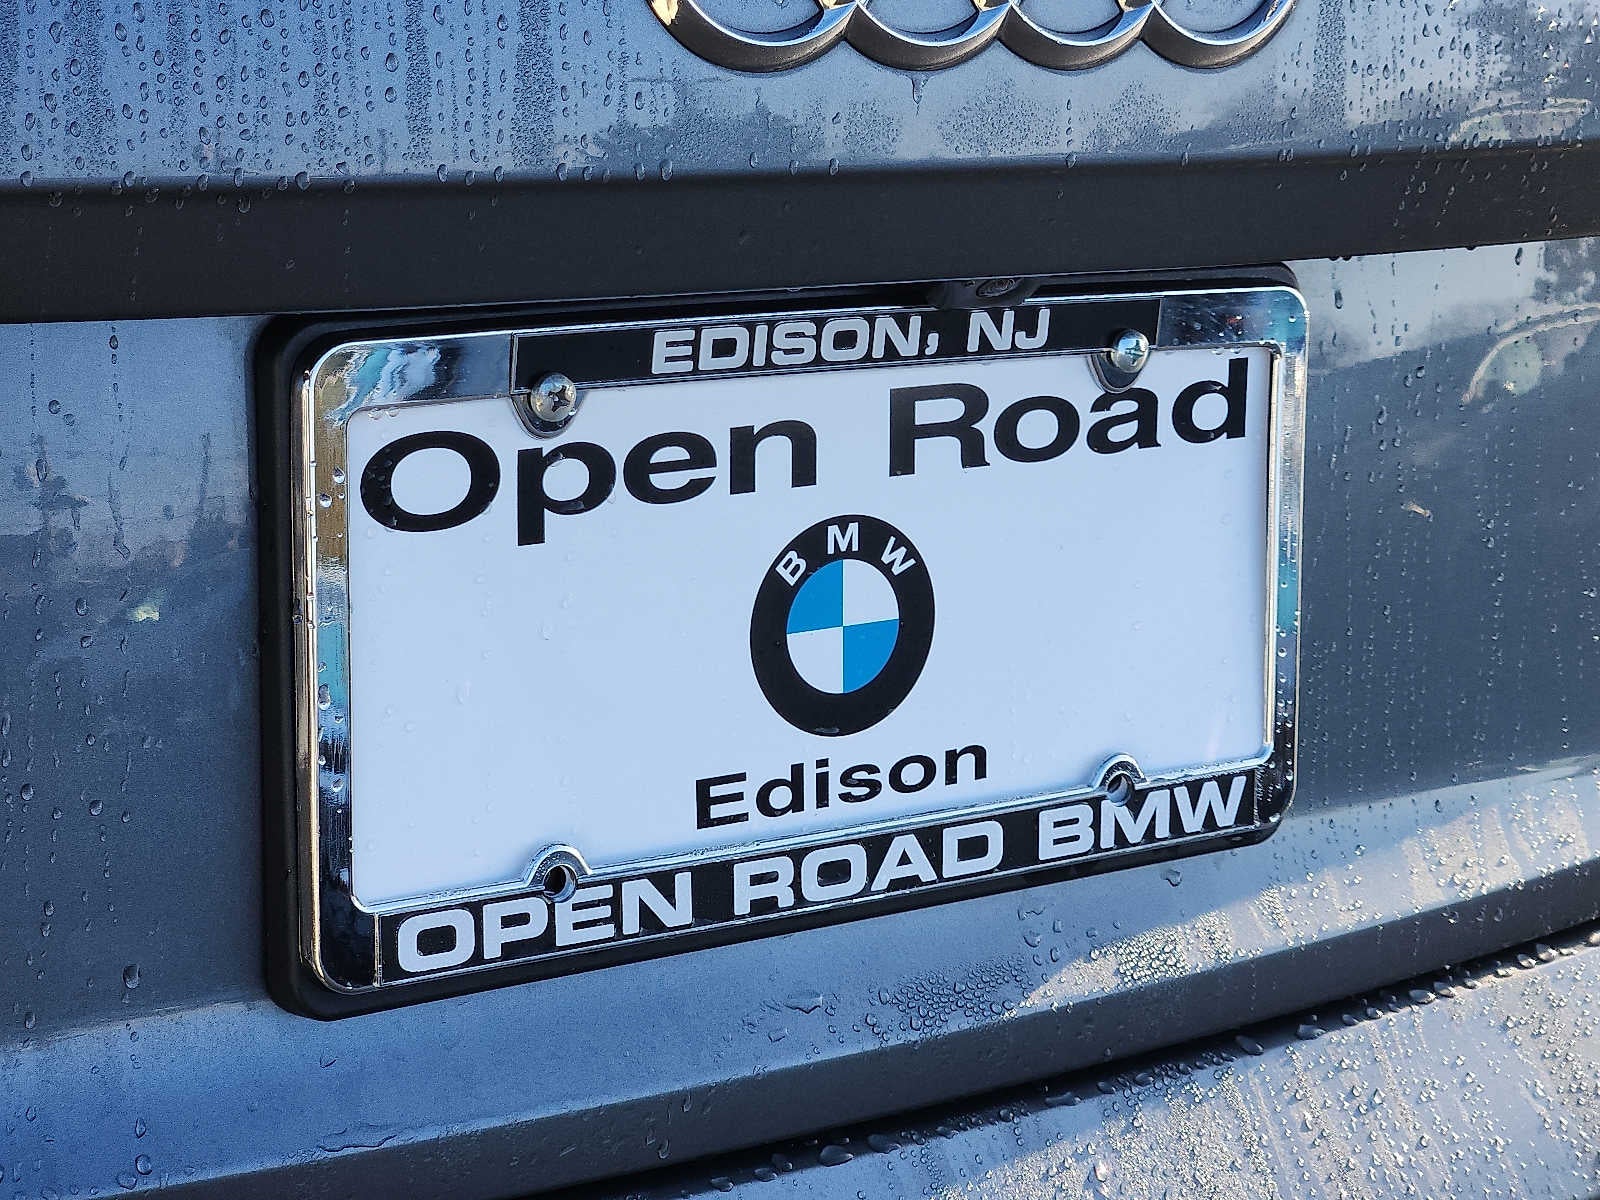 EDISON, NJ
Open Road
BMW
Edison
OPEN ROAD BMW